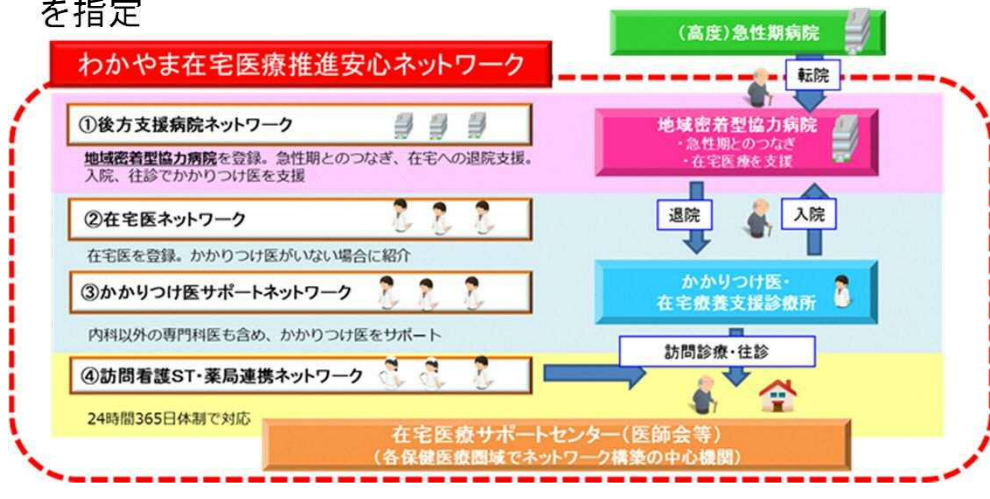 を指定
(高度)急性期病院
わかやま在宅医療推進安心ネットワーク
転院
①後方支援病院ネットワーク
地域密着型協力病院を登録。急性期とのつなぎ、在宅への退院支援。
入院、往診でかかりつけ医を支援
地域密着型協力病院
・急性期とのつなぎ
・在宅医療を支援
②在宅医ネットワーク
在宅医を登録。かかりつけ医がいない場合に紹介
退院
入院
③かかりつけ医サポートネットワーク
内科以外の専門科医も含め、かかりつけ医をサポート
かかりつけ医・
在宅療養支援診療所
訪問診療・往診
④訪問看護ST・薬局連携ネットワーク
24時間365日体制で対応
在宅医療サポートセンター(医師会等)
(各保健医療圏域でネットワーク構築の中心機関)